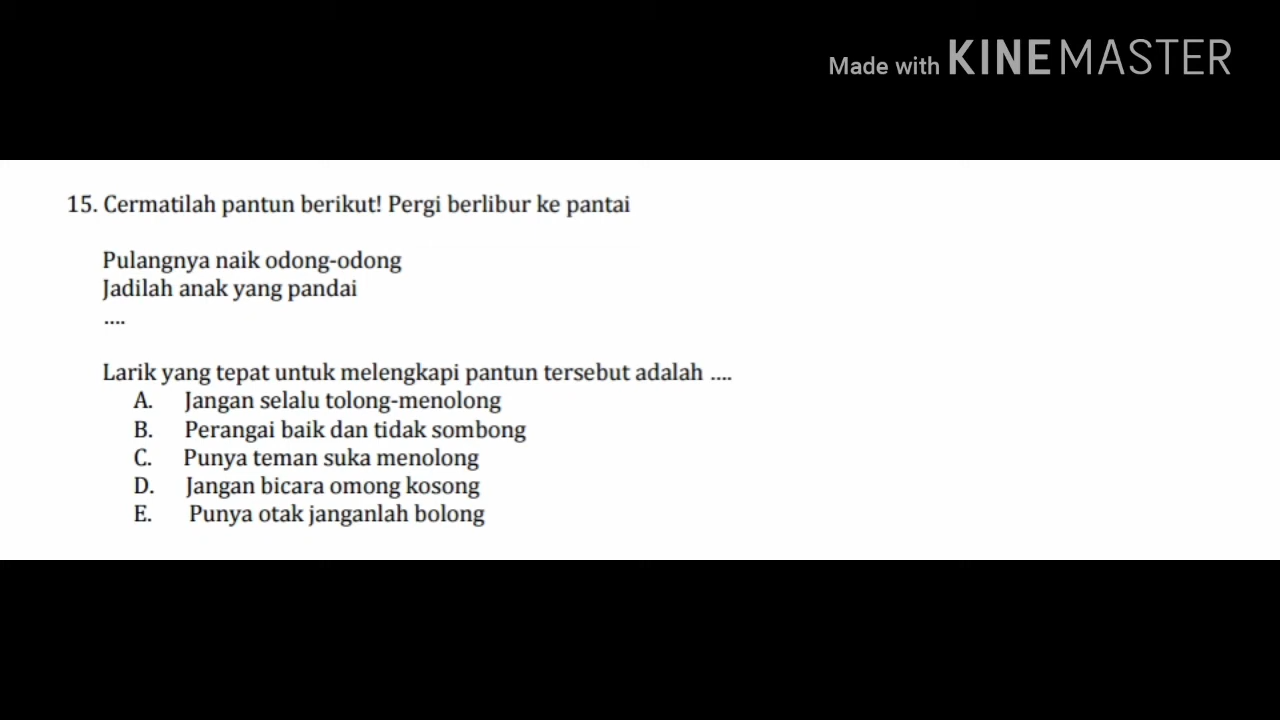 Made with KINEMASTER
15. Cermatilah pantun berikut! Pergi berlibur ke pantai
Pulangnya naik odong-odong
Jadilah anak yang pandai
....
Larik yang tepat untuk melengkapi pantun tersebut adalah ....
A. Jangan selalu tolong-menolong
B. Perangai baik dan tidak sombong
C. Punya teman suka menolong
D. Jangan bicara omong kosong
E. Punya otak janganlah bolong